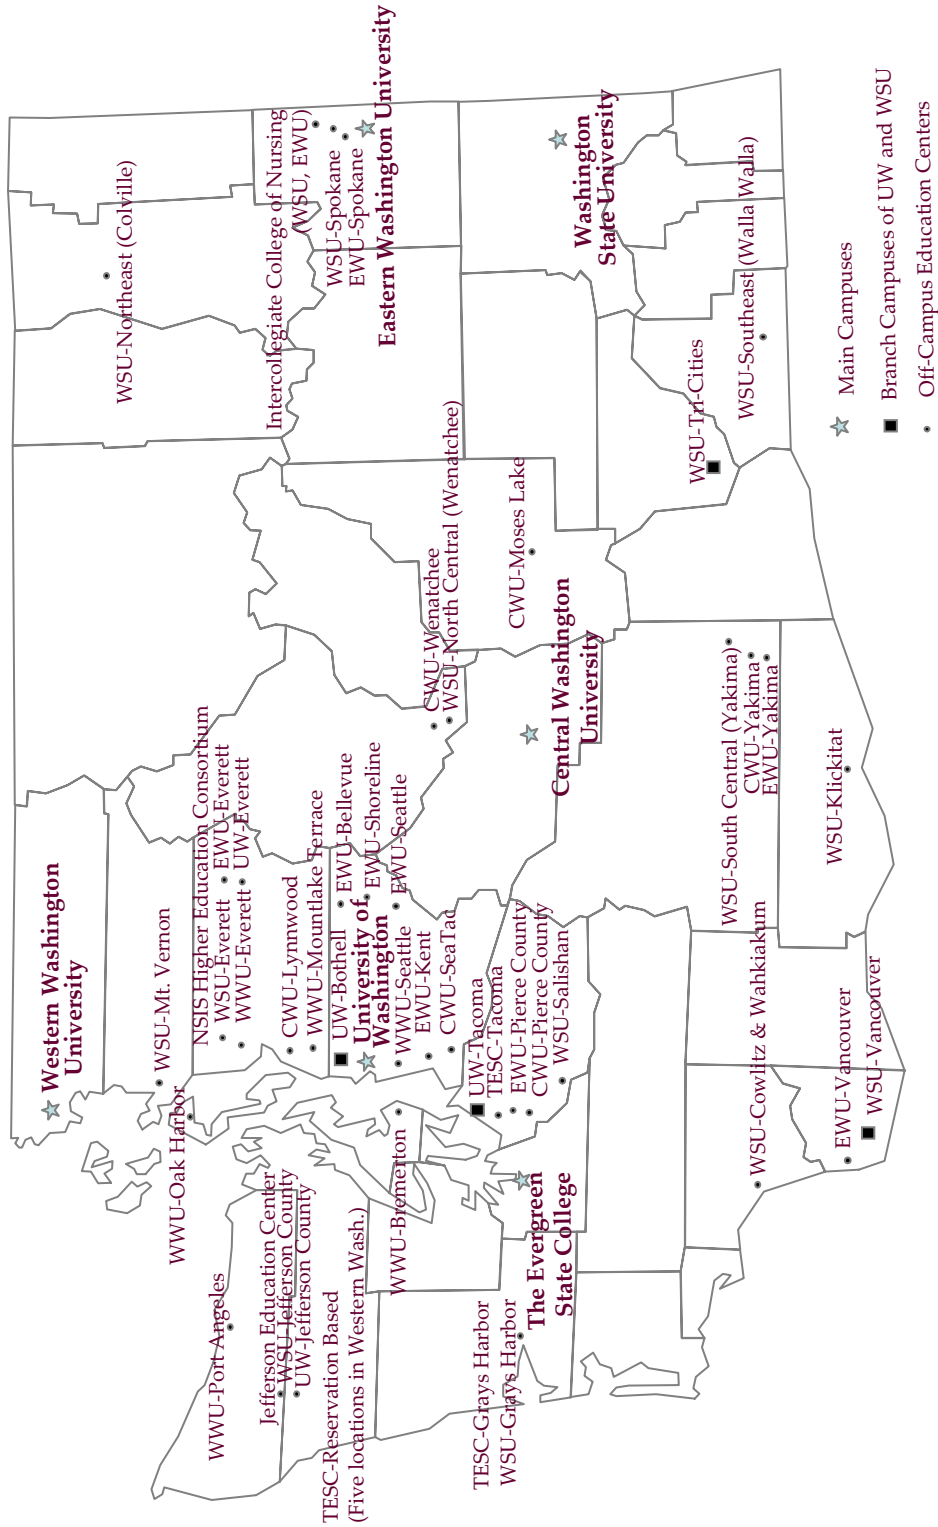 Western Washington
University
WSU-Mt. Vernon
WWU-Oak Harbor
NSIS Higher Education Consortium
WSU-Everett
EWU-Everett
WWU-Everett
UW-Everett
WWU-Port Angeles
Jefferson Education Center
WSU-Jefferson County
UW-Jefferson County
CWU-Lynnwood
WWU-Mountlake Terrace
TESC-Reservation Based
(Five locations in Western Wash.)
UW-Bothell
EWU-Bellevue
University of
Washington
EWU-Shoreline
EWU-Seattle
WWU-Seattle
WWU-Bremerton
EWU-Kent
CWU-SeaTac
UW-Tacoma
TESC-Tacoma
EWU-Pierce County
CWU-Pierce County
WSU-Salishan
TESC-Grays Harbor
WSU-Grays Harbor
The Evergreen
State College
WSU-Northeast (Colville)
Intercollegiate College of Nursing
(WSU, EWU)
WSU-Spokane
EWU-Spokane
Eastern Washington University
CWU-Wenatchee
WSU-North Central (Wenatchee)
CWU-Moses Lake
Central Washington
University
Washington
State University
WSU-Tri-Cities
WSU-Southeast (Walla Walla)
WSU-South Central (Yakima)
CWU-Yakima
EWU-Yakima
WSU-Klickitat
WSU-Cowlitz & Wahkiakum
EWU-Vancouver
WSU-Vancouver
Main Campuses
Branch Campuses of UW and WSU
Off-Campus Education Centers